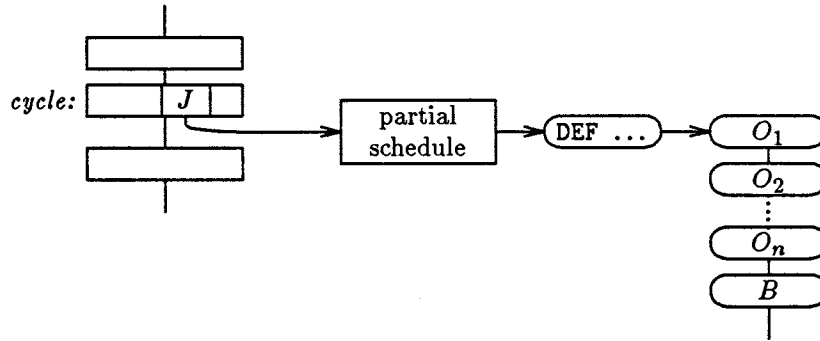 cycle: J
partial
schedule
DEF ...
O1
O2
On
B